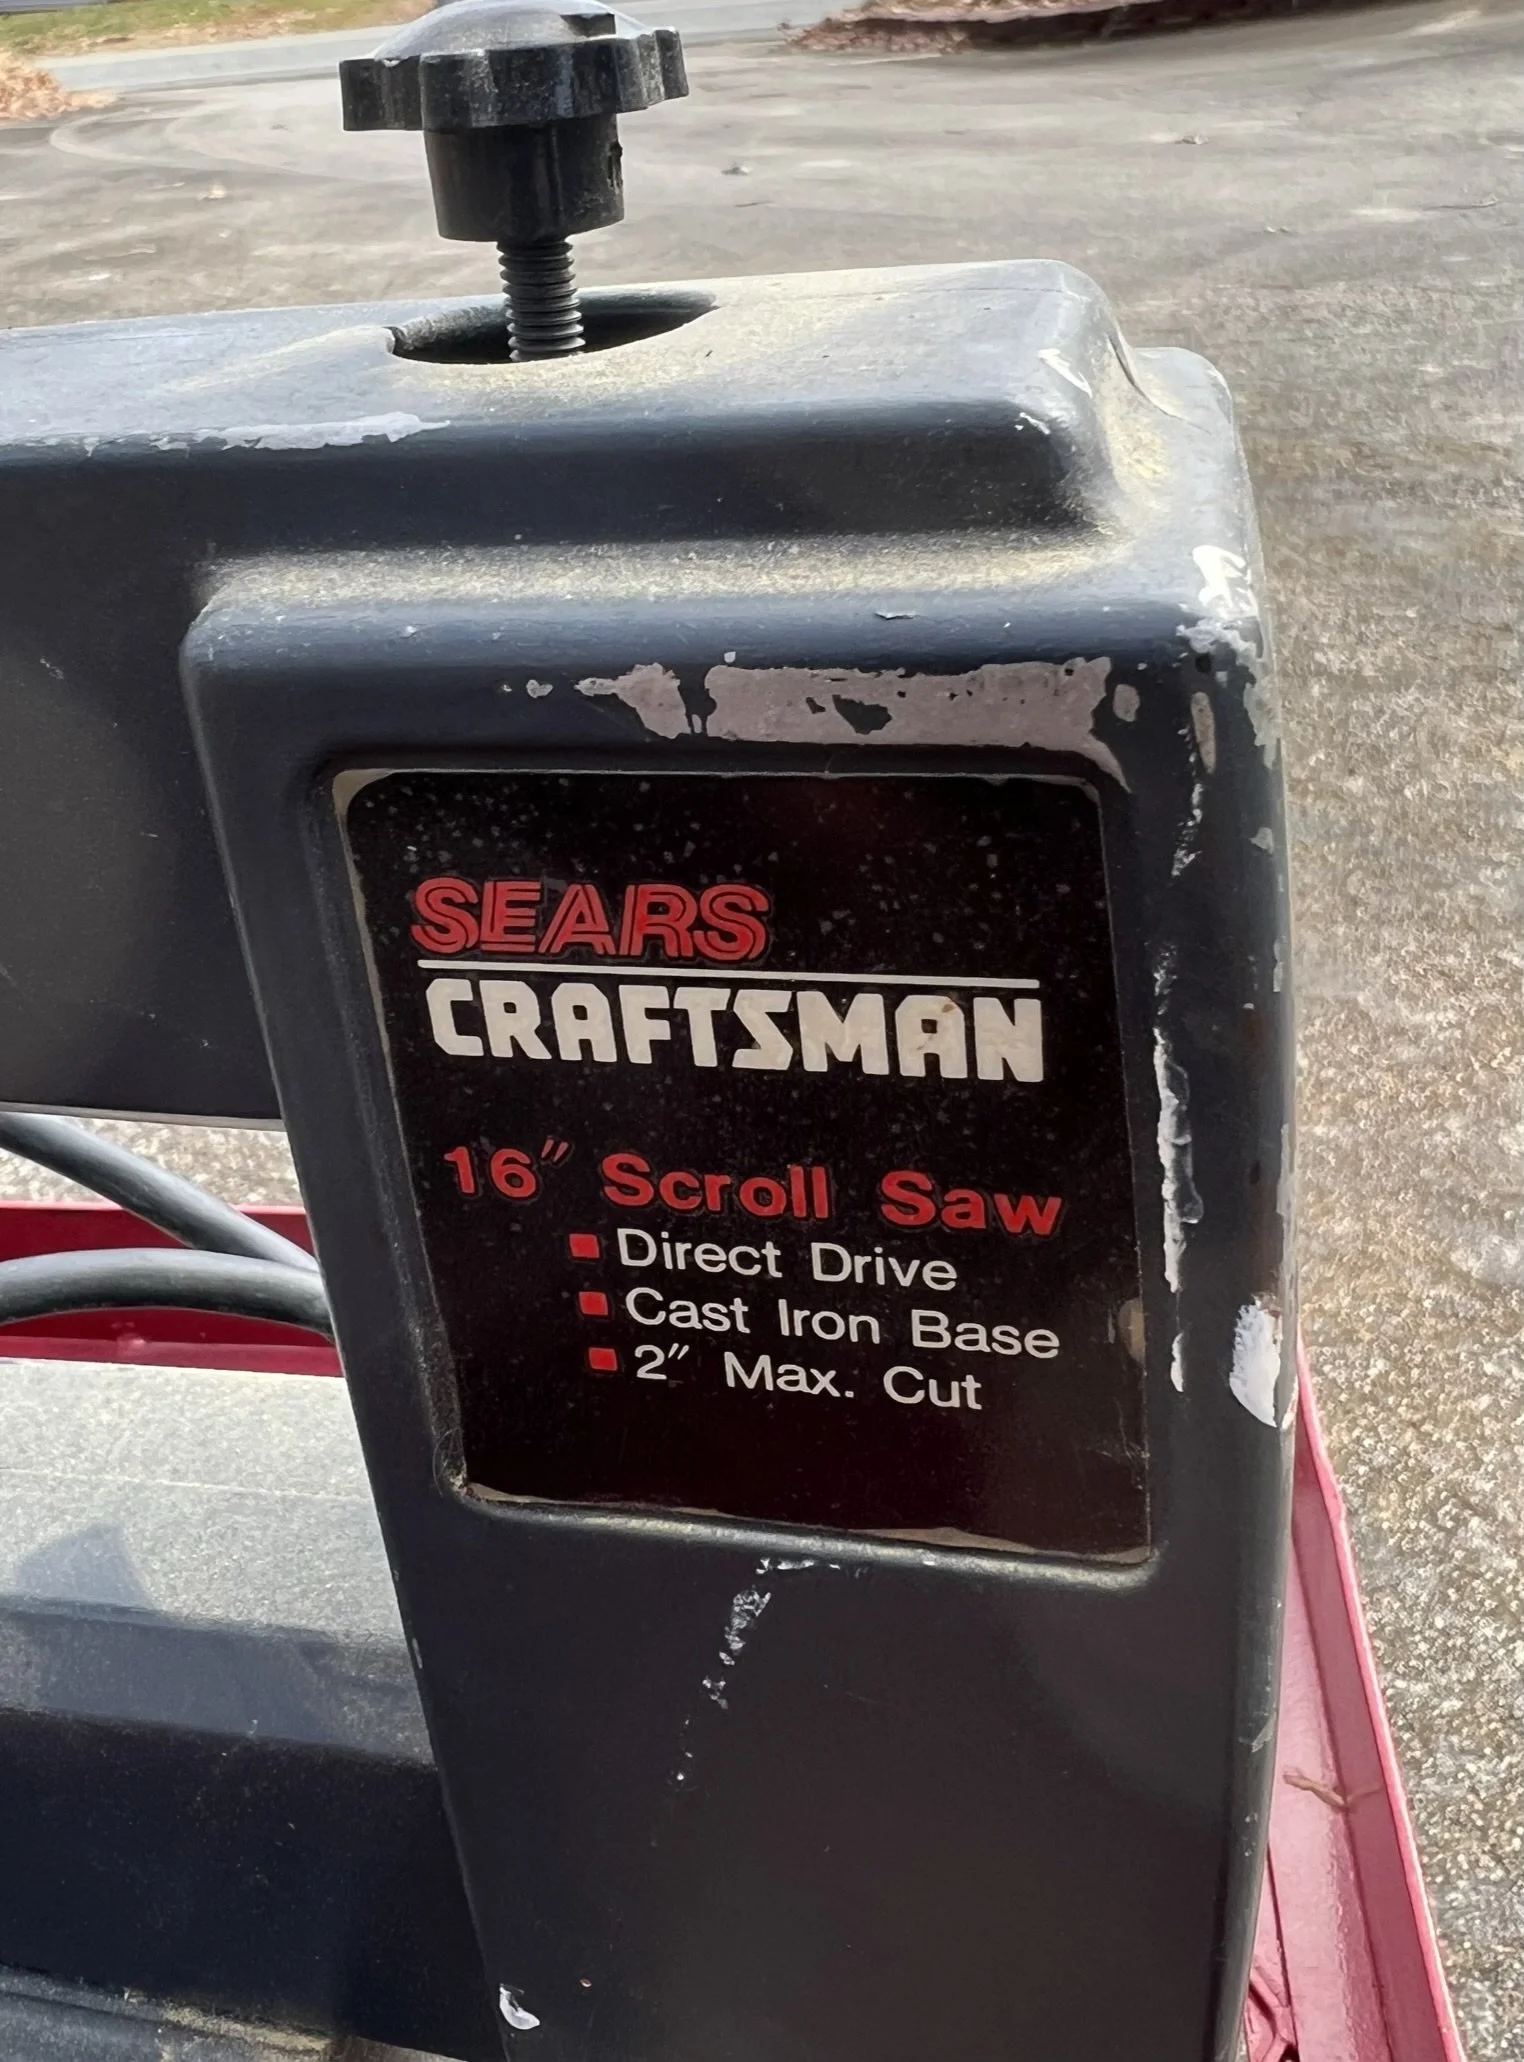 SEARS
CRAFTSMAN
16" Scroll Saw
Direct Drive
Cast Iron Base
2" Max. Cut